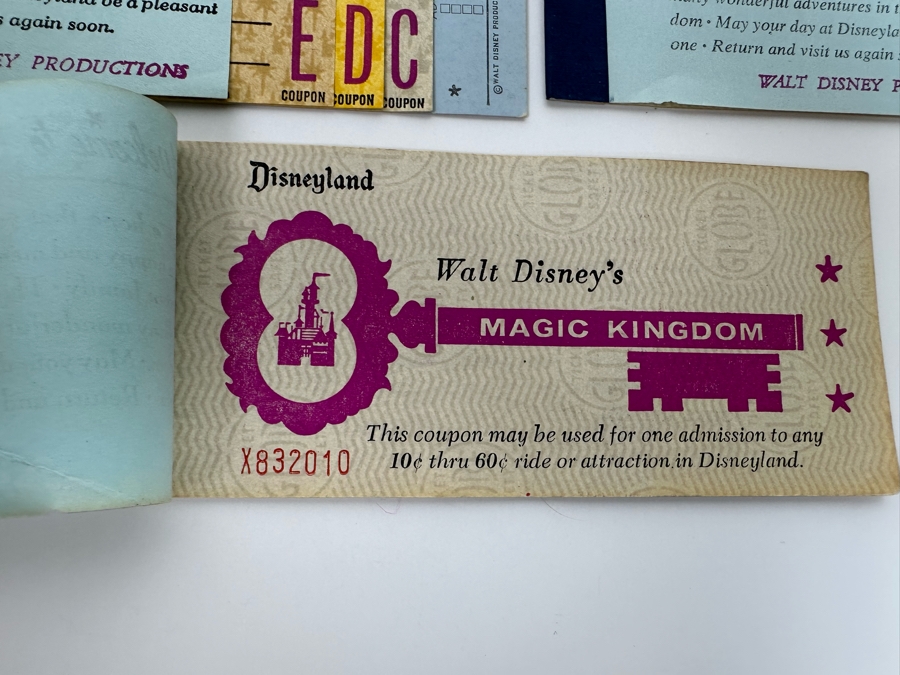 be a pleasant
again soon.
PRODUCTIONS
E D C
COUPON COUPON COUPON
© WALT DISNEY PRODUC
wonderful adventures in t
dom • May your day at Disneyla
one • Return and visit us again
WALT DISNEY P
Disneyland
Walt Disney's
MAGIC KINGDOM
This coupon may be used for one admission to any
10¢ thru 60¢ ride or attraction in Disneyland.
X832010
GLOBE
GLOBE